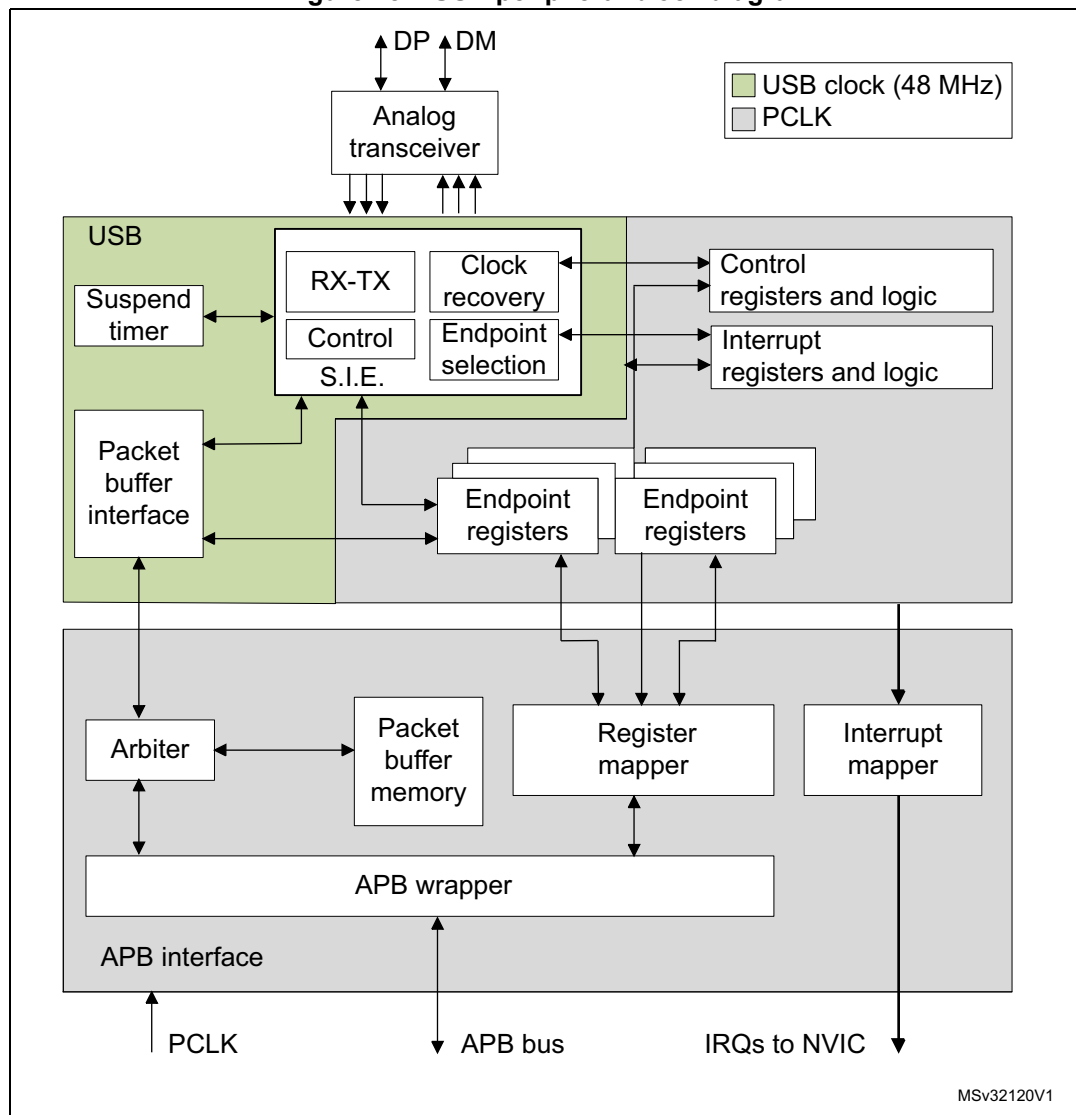 DP DM
USB clock (48 MHz)
PCLK
Analog
transceiver
USB
RX-TX
Clock
recovery
Control
registers and logic
Suspend
timer
Control
Endpoint
selection
Interrupt
registers and logic
S.I.E.
Packet
buffer
interface
Endpoint
registers
Endpoint
registers
Arbiter
Packet
buffer
memory
Register
mapper
Interrupt
mapper
APB wrapper
APB interface
PCLK
APB bus
IRQs to NVIC
MSv32120V1